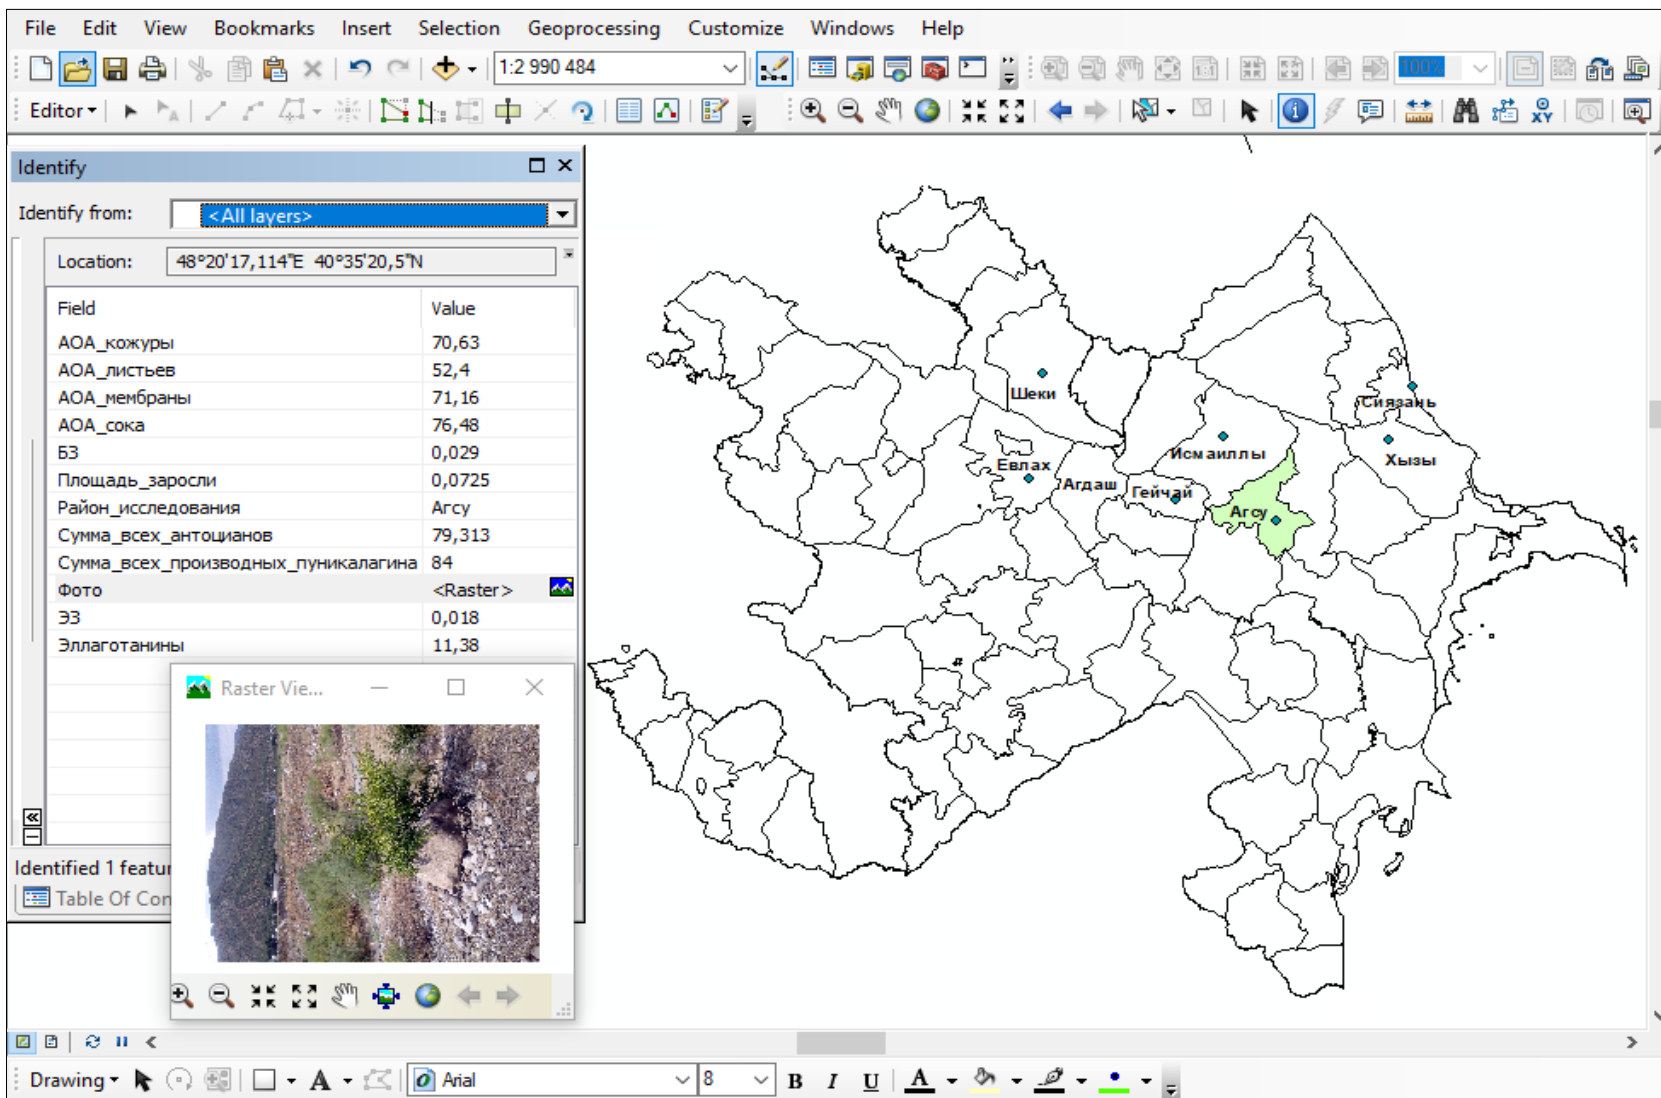 File Edit View Bookmarks Insert Selection Geoprocessing Customize Windows Help
1:2 990 484
100%
Editor
XY
Identify
Identify from: <All layers>
Location: 48°20'17,114"E 40°35'20,5"N
Field Value
АОА_кожуры 70,63
АОА_листьев 52,4
АОА_мембраны 71,16
АОА_сока 76,48
БЗ 0,029
Площадь_заросли 0,0725
Район_исследования Агсу
Сумма_всех_антоцианов 79,313
Сумма_всех_производных_пуникалагина 84
Фото <Raster>
ЭЗ 0,018
Эллаготанины 11,38
Raster Vie...
Identified 1 featur
Table Of Con
Шеки
Сиязань
Исмаиллы
Хызы
Евлах
Агдаш
Гейчай
Агсу
Drawing A Arial 8 B I U A